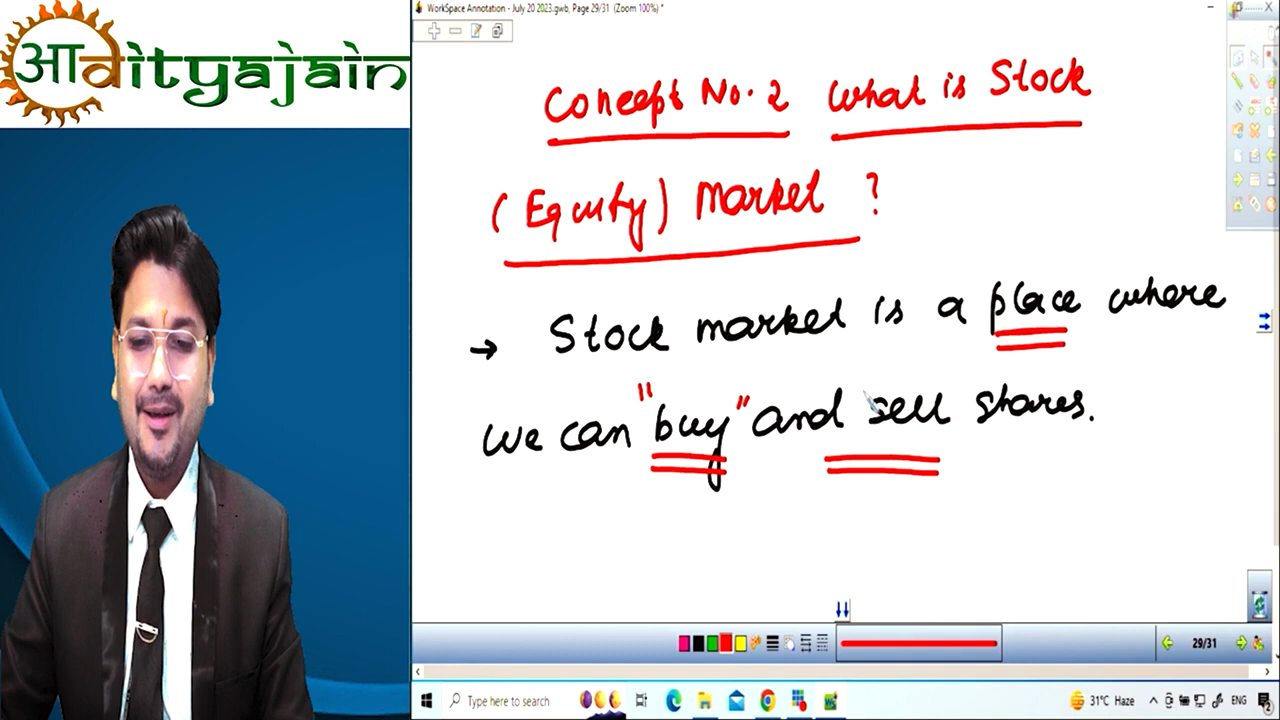 आdityajain
WorkSpace Annotation - July 20 2023.gwb, Page 29/31 (Zoom 100%) *
Concept No. 2 What is Stock
(Equity) Market ?
→ Stock market is a place where
we can "buy" and sell shares.
29/31
Type here to search
31°C Haze
ENG
2